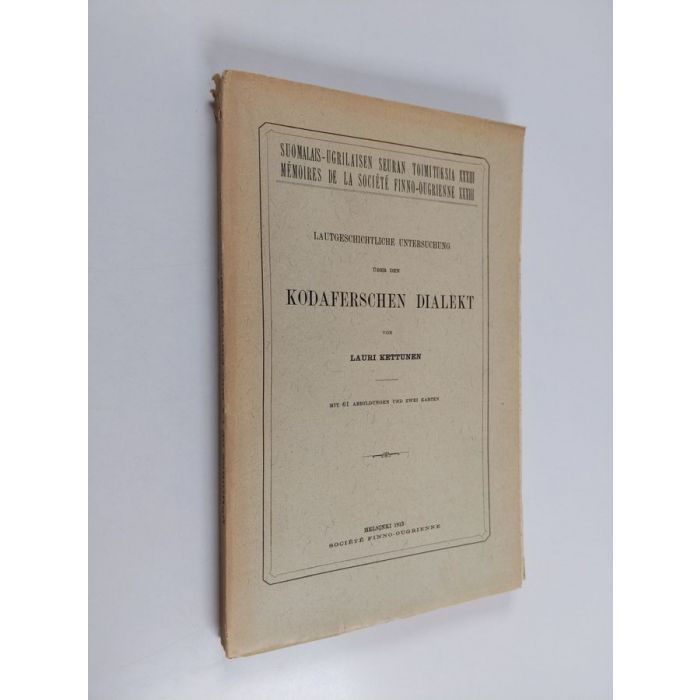 SUOMALAIS-UGRILAISEN SEURAN TOIMITUKSIA XXXIII
MÉMOIRES DE LA SOCIÉTÉ FINNO-OUGRIENNE XXXIII
LAUTGESCHICHTLICHE UNTERSUCHUNG
ÜBER DEN
KODAFERSCHEN DIALEKT
VON
LAURI KETTUNEN
MIT 61 ABBILDUNGEN UND ZWEI KARTEN
HELSINKI 1913
SOCIÉTÉ FINNO-OUGRIENNE